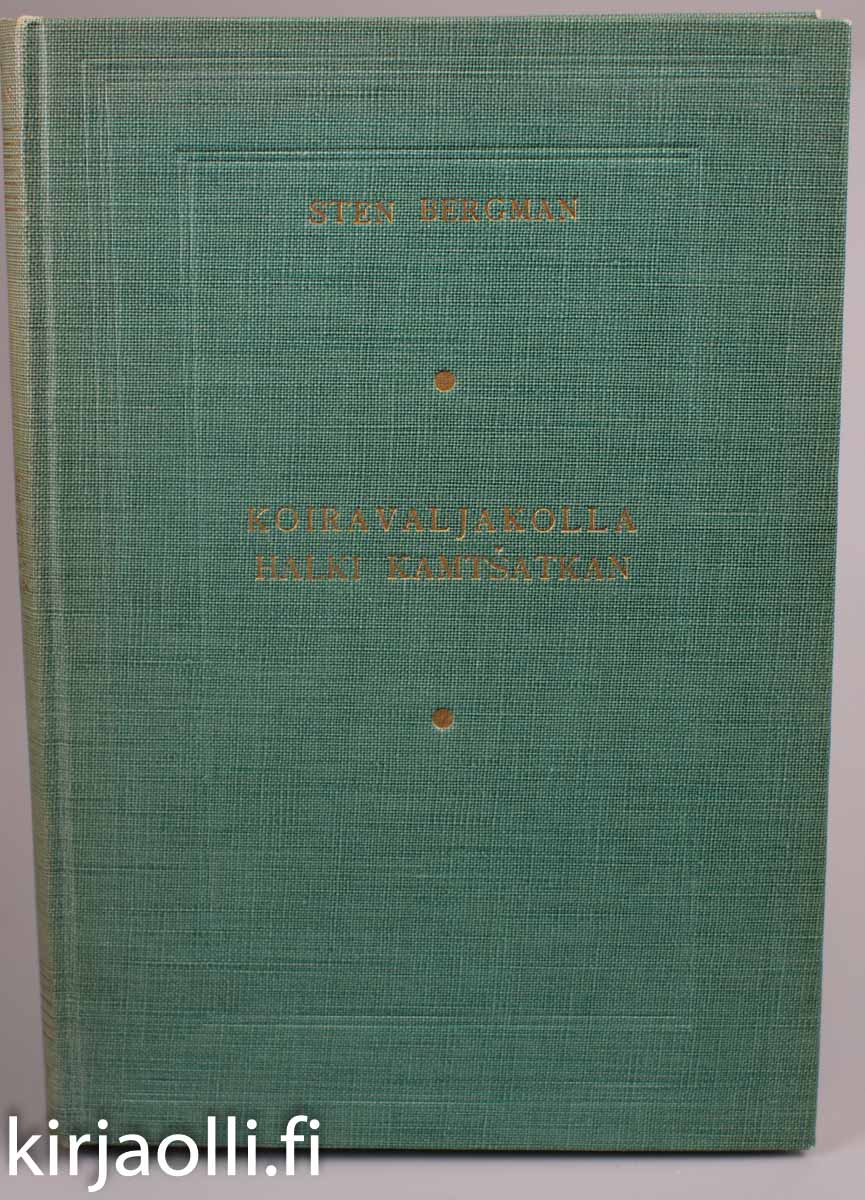 STEN BERGMAN
KOIRAVALJAKOLLA
HALKI KAMTŠATKAN
kirjaolli.fi